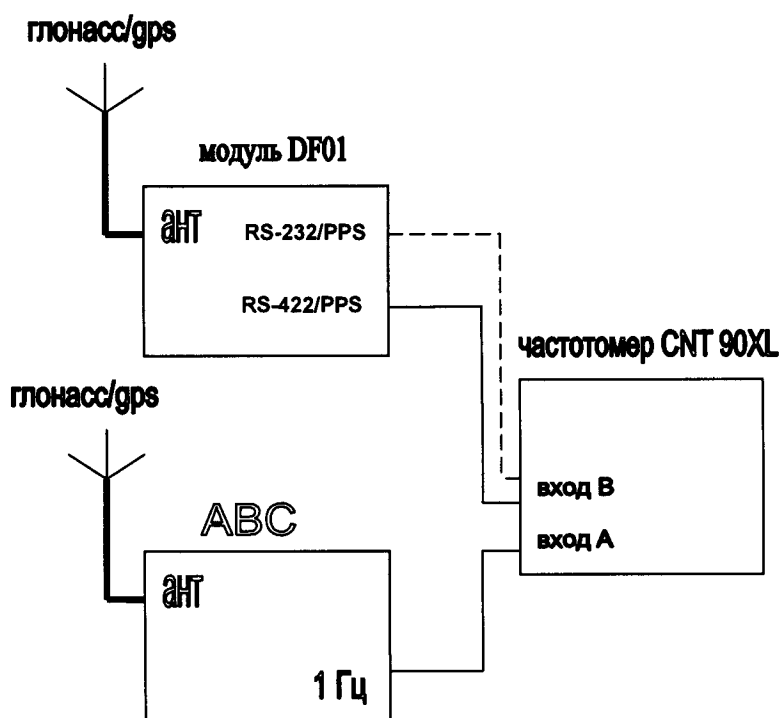 глонасс/gps
модуль DF01
ант
RS-232/PPS
RS-422/PPS
частотомер CNT 90XL
глонасс/gps
вход B
вход A
АВС
ант
1 Гц